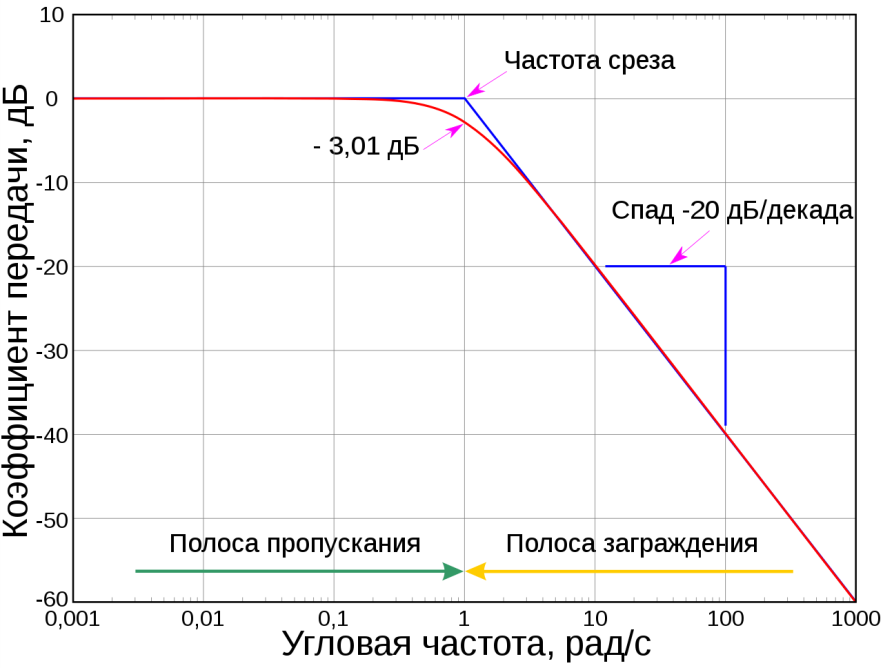 10
0
-10
-20
-30
-40
-50
-60
Коэффициент передачи, дБ
Частота среза
- 3,01 дБ
Спад -20 дБ/декада
Полоса пропускания
Полоса заграждения
0,001
0,01
0,1
1
10
100
1000
Угловая частота, рад/с